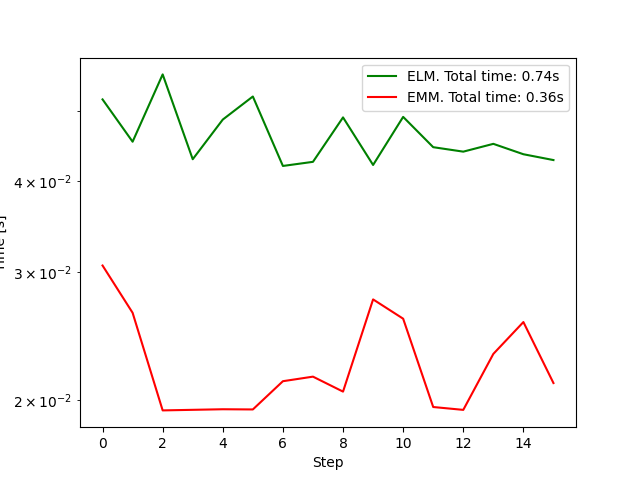 ELM. Total time: 0.74s
EMM. Total time: 0.36s
4 × 10⁻²
3 × 10⁻²
2 × 10⁻²
0 2 4 6 8 10 12 14
Step